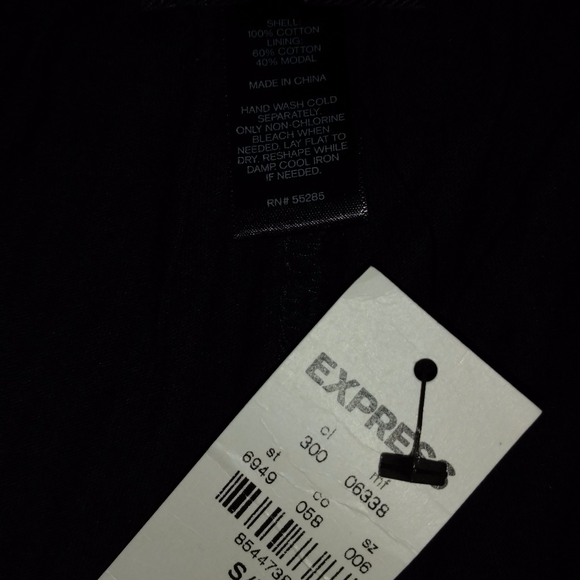 SHELL:
100% COTTON
LINING:
60% COTTON
40% MODAL
MADE IN CHINA
HAND WASH COLD
SEPARATELY.
ONLY NON-CHLORINE
BLEACH WHEN
NEEDED. LAY FLAT TO
DRY. RESHAPE WHILE
DAMP. COOL IRON
IF NEEDED.
RN# 55285
EXPRESS
cl
300
mf
06338
st
6949
co
058
sz
006
854473
S/